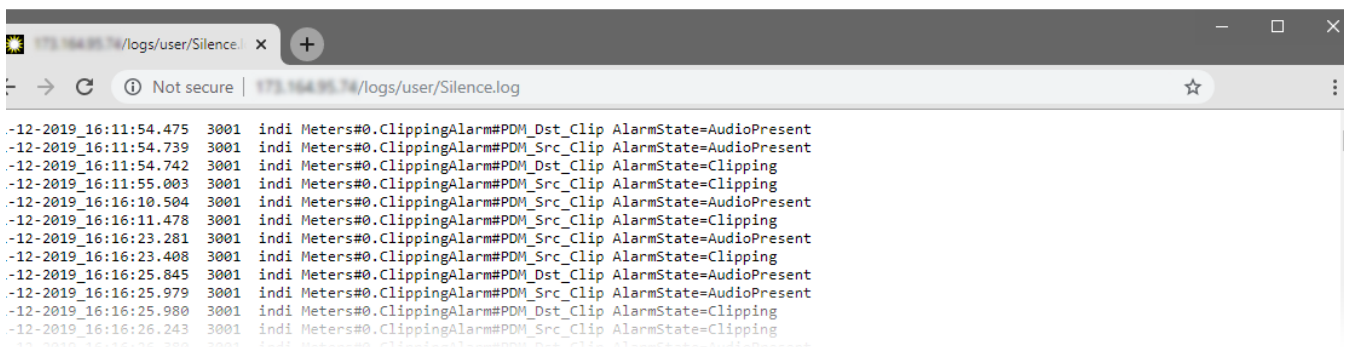 /logs/user/Silence.l
Not secure | /logs/user/Silence.log
-12-2019_16:11:54.475 3001 indi Meters#0.ClippingAlarm#PDM_Dst_Clip AlarmState=AudioPresent
-12-2019_16:11:54.739 3001 indi Meters#0.ClippingAlarm#PDM_Src_Clip AlarmState=AudioPresent
-12-2019_16:11:54.742 3001 indi Meters#0.ClippingAlarm#PDM_Dst_Clip AlarmState=Clipping
-12-2019_16:11:55.003 3001 indi Meters#0.ClippingAlarm#PDM_Src_Clip AlarmState=Clipping
-12-2019_16:16:10.504 3001 indi Meters#0.ClippingAlarm#PDM_Src_Clip AlarmState=AudioPresent
-12-2019_16:16:11.478 3001 indi Meters#0.ClippingAlarm#PDM_Src_Clip AlarmState=Clipping
-12-2019_16:16:23.281 3001 indi Meters#0.ClippingAlarm#PDM_Src_Clip AlarmState=AudioPresent
-12-2019_16:16:23.408 3001 indi Meters#0.ClippingAlarm#PDM_Src_Clip AlarmState=Clipping
-12-2019_16:16:25.845 3001 indi Meters#0.ClippingAlarm#PDM_Dst_Clip AlarmState=AudioPresent
-12-2019_16:16:25.979 3001 indi Meters#0.ClippingAlarm#PDM_Src_Clip AlarmState=AudioPresent
-12-2019_16:16:25.980 3001 indi Meters#0.ClippingAlarm#PDM_Dst_Clip AlarmState=Clipping
-12-2019_16:16:26.243 3001 indi Meters#0.ClippingAlarm#PDM_Src_Clip AlarmState=Clipping